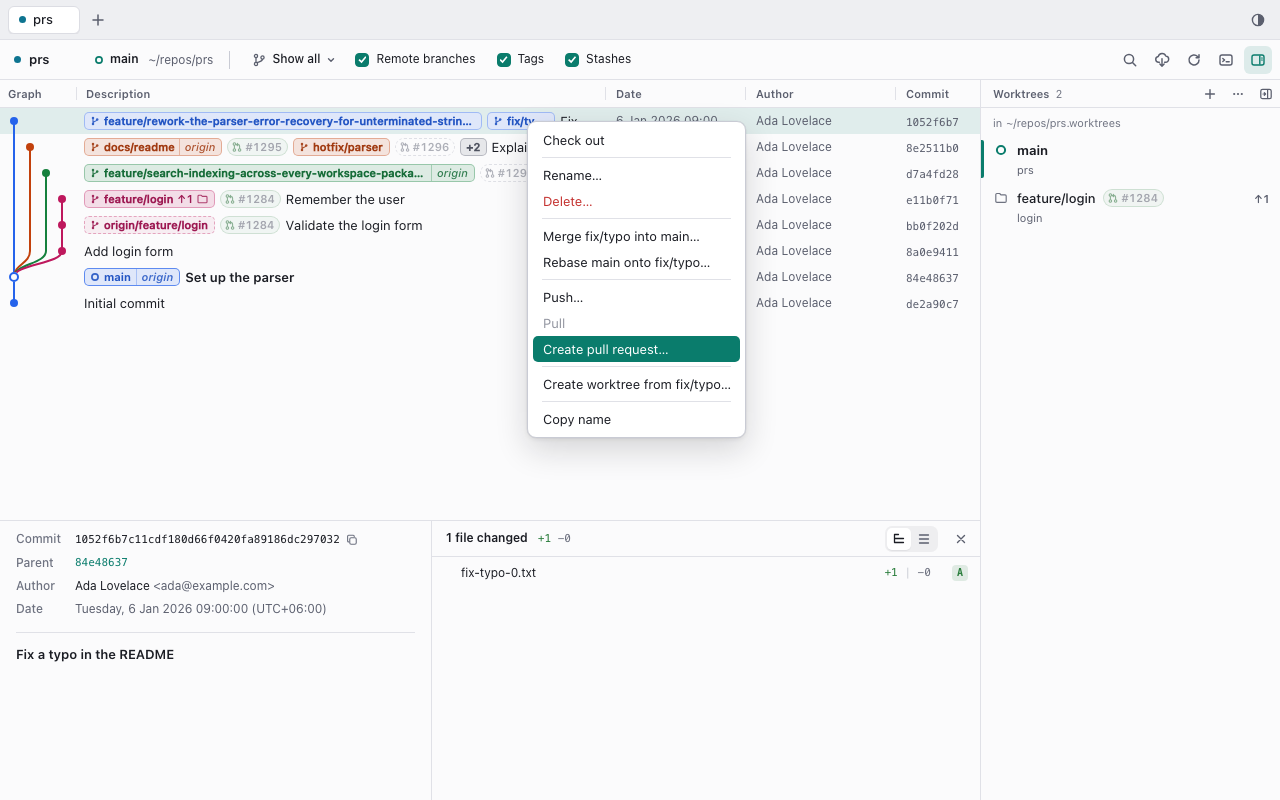 prs
prs main ~/repos/prs Show all Remote branches Tags Stashes
Graph Description Date Author Commit Worktrees 2
feature/rework-the-parser-error-recovery-for-unterminated-strin… Ada Lovelace 1052f6b7
in ~/repos/prs.worktrees
docs/readme origin #1295 hotfix/parser #1296 +2 Ada Lovelace 8e2511b0
main
prs
feature/search-indexing-across-every-workspace-packa… origin Ada Lovelace d7a4fd28
feature/login ↑1 #1284 Remember the user Ada Lovelace e11b0f71
feature/login #1284 ↑1
login
origin/feature/login #1284 Validate the login form Ada Lovelace bb0f202d
Add login form Ada Lovelace 8a0e9411
main origin Set up the parser Ada Lovelace 84e48637
Initial commit Ada Lovelace de2a90c7
Check out
Rename…
Delete…
Merge fix/typo into main…
Rebase main onto fix/typo…
Push…
Pull
Create pull request…
Create worktree from fix/typo…
Copy name
Commit 1052f6b7c11cdf180d66f0420fa89186dc297032
Parent 84e48637
Author Ada Lovelace <ada@example.com>
Date Tuesday, 6 Jan 2026 09:00:00 (UTC+06:00)
Fix a typo in the README
1 file changed +1 −0
fix-typo-0.txt +1 | −0 A